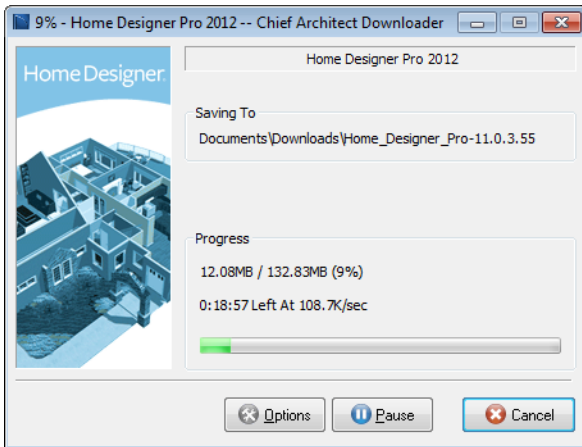 9% - Home Designer Pro 2012 -- Chief Architect Downloader
Home Designer
Home Designer Pro 2012
Saving To
Documents\Downloads\Home_Designer_Pro-11.0.3.55
Progress
12.08MB / 132.83MB (9%)
0:18:57 Left At 108.7K/sec
Options
Pause
Cancel